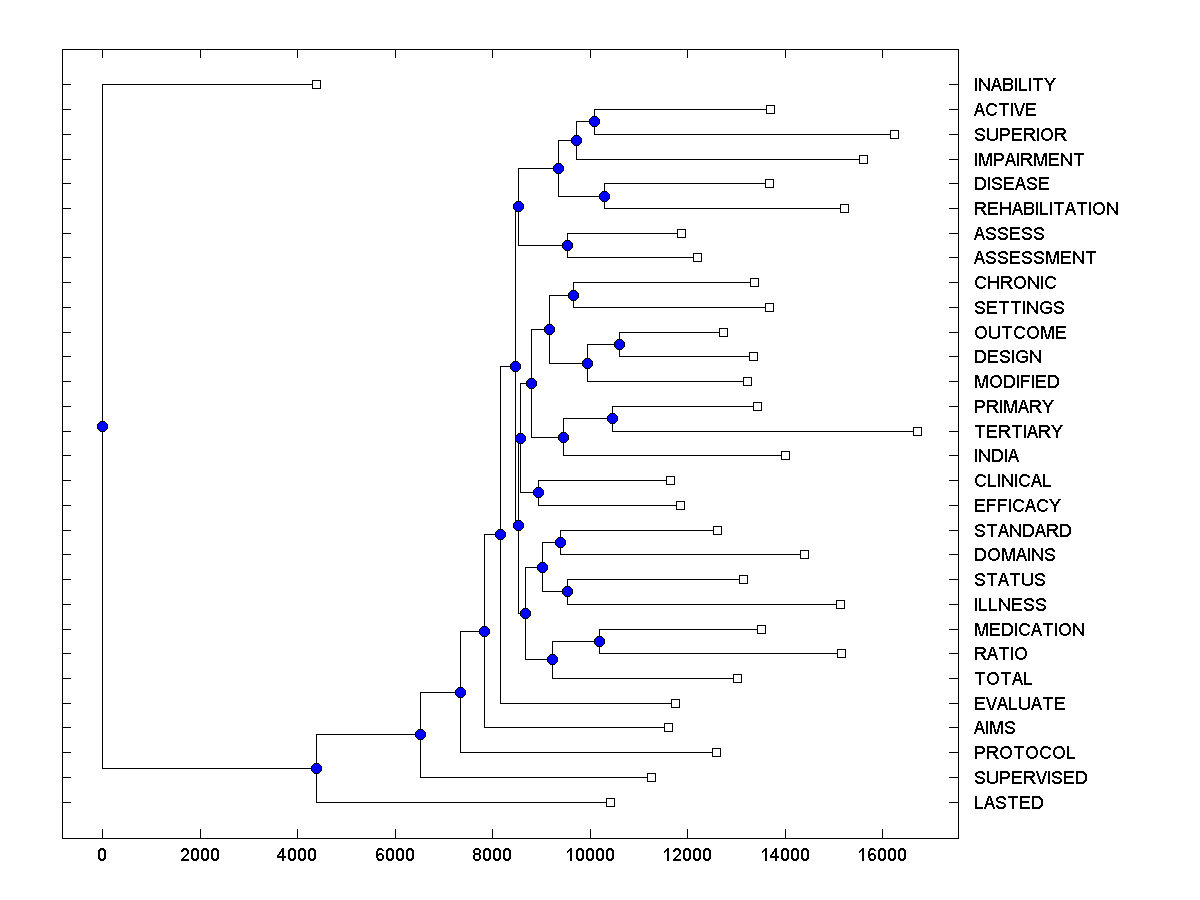 INABILITY
ACTIVE
SUPERIOR
IMPAIRMENT
DISEASE
REHABILITATION
ASSESS
ASSESSMENT
CHRONIC
SETTINGS
OUTCOME
DESIGN
MODIFIED
PRIMARY
TERTIARY
INDIA
CLINICAL
EFFICACY
STANDARD
DOMAINS
STATUS
ILLNESS
MEDICATION
RATIO
TOTAL
EVALUATE
AIMS
PROTOCOL
SUPERVISED
LASTED
0 2000 4000 6000 8000 10000 12000 14000 16000